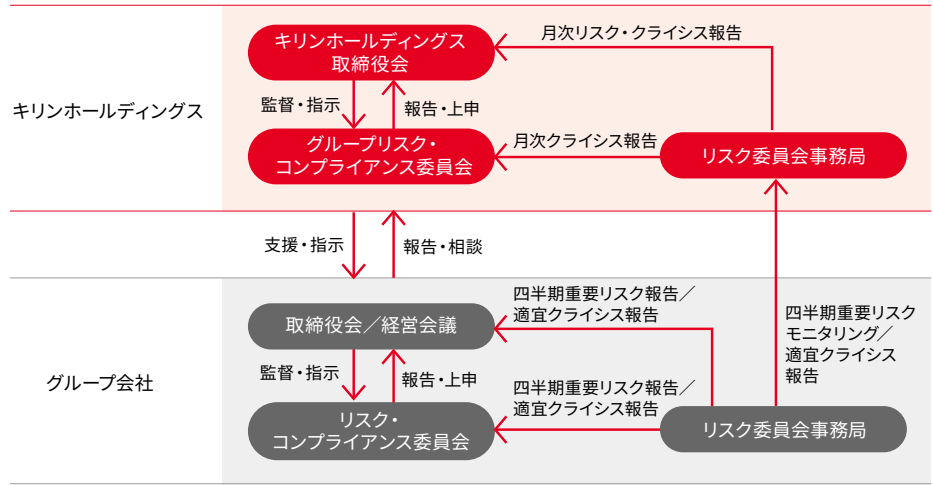 キリンホールディングス
キリンホールディングス
取締役会
月次リスク・クライシス報告
監督・指示
報告・上申
グループリスク・
コンプライアンス委員会
月次クライシス報告
リスク委員会事務局
支援・指示
報告・相談
グループ会社
取締役会／経営会議
四半期重要リスク報告／
適宜クライシス報告
監督・指示
報告・上申
四半期重要リスク報告／
適宜クライシス報告
リスク・
コンプライアンス委員会
リスク委員会事務局
四半期重要リスク
モニタリング／
適宜クライシス
報告